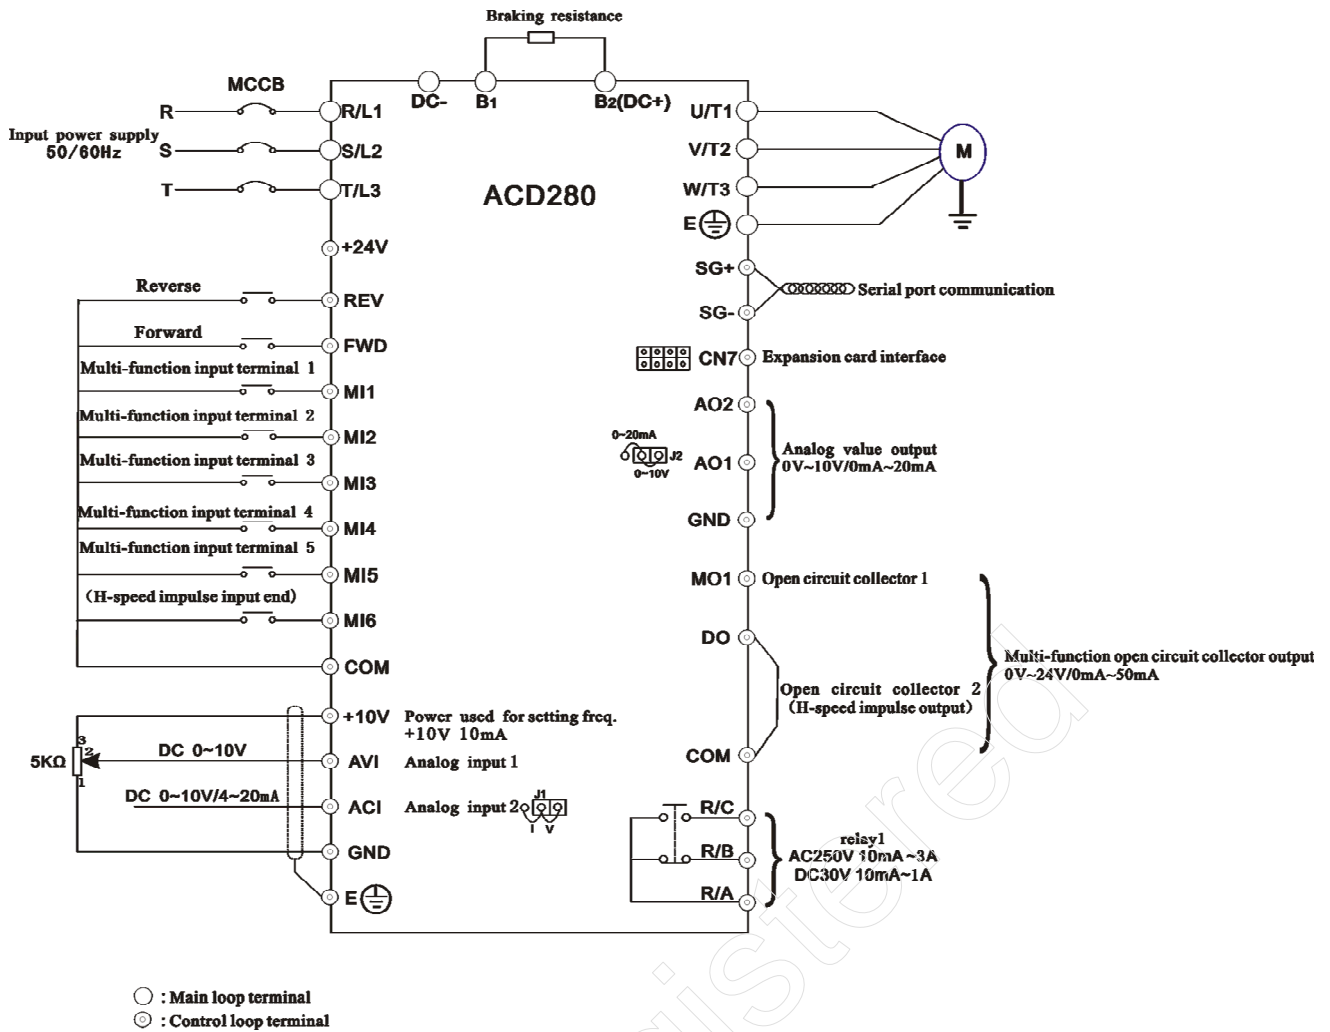 Braking resistance
MCCB
DC-
B1
B2(DC+)
R
R/L1
U/T1
Input power supply
50/60Hz
S
S/L2
V/T2
M
T
T/L3
ACD280
W/T3
E
+24V
SG+
Serial port communication
SG-
Reverse
REV
Forward
FWD
CN7
Expansion card interface
Multi-function input terminal 1
MI1
AO2
Multi-function input terminal 2
MI2
0~20mA
J2
0~10V
AO1
Analog value output
0V~10V/0mA~20mA
Multi-function input terminal 3
MI3
Multi-function input terminal 4
MI4
GND
Multi-function input terminal 5
MI5
MO1
Open circuit collector 1
(H-speed impulse input end)
MI6
DO
COM
Multi-function open circuit collector output
0V~24V/0mA~50mA
Open circuit collector 2
(H-speed impulse output)
+10V
Power used for setting freq.
+10V 10mA
COM
3
2
1
5KΩ
DC 0~10V
AVI
Analog input 1
DC 0~10V/4~20mA
ACI
Analog input 2
J1
I V
R/C
GND
R/B
relay1
AC250V 10mA~3A
DC30V 10mA~1A
E
R/A
: Main loop terminal
: Control loop terminal
gistered